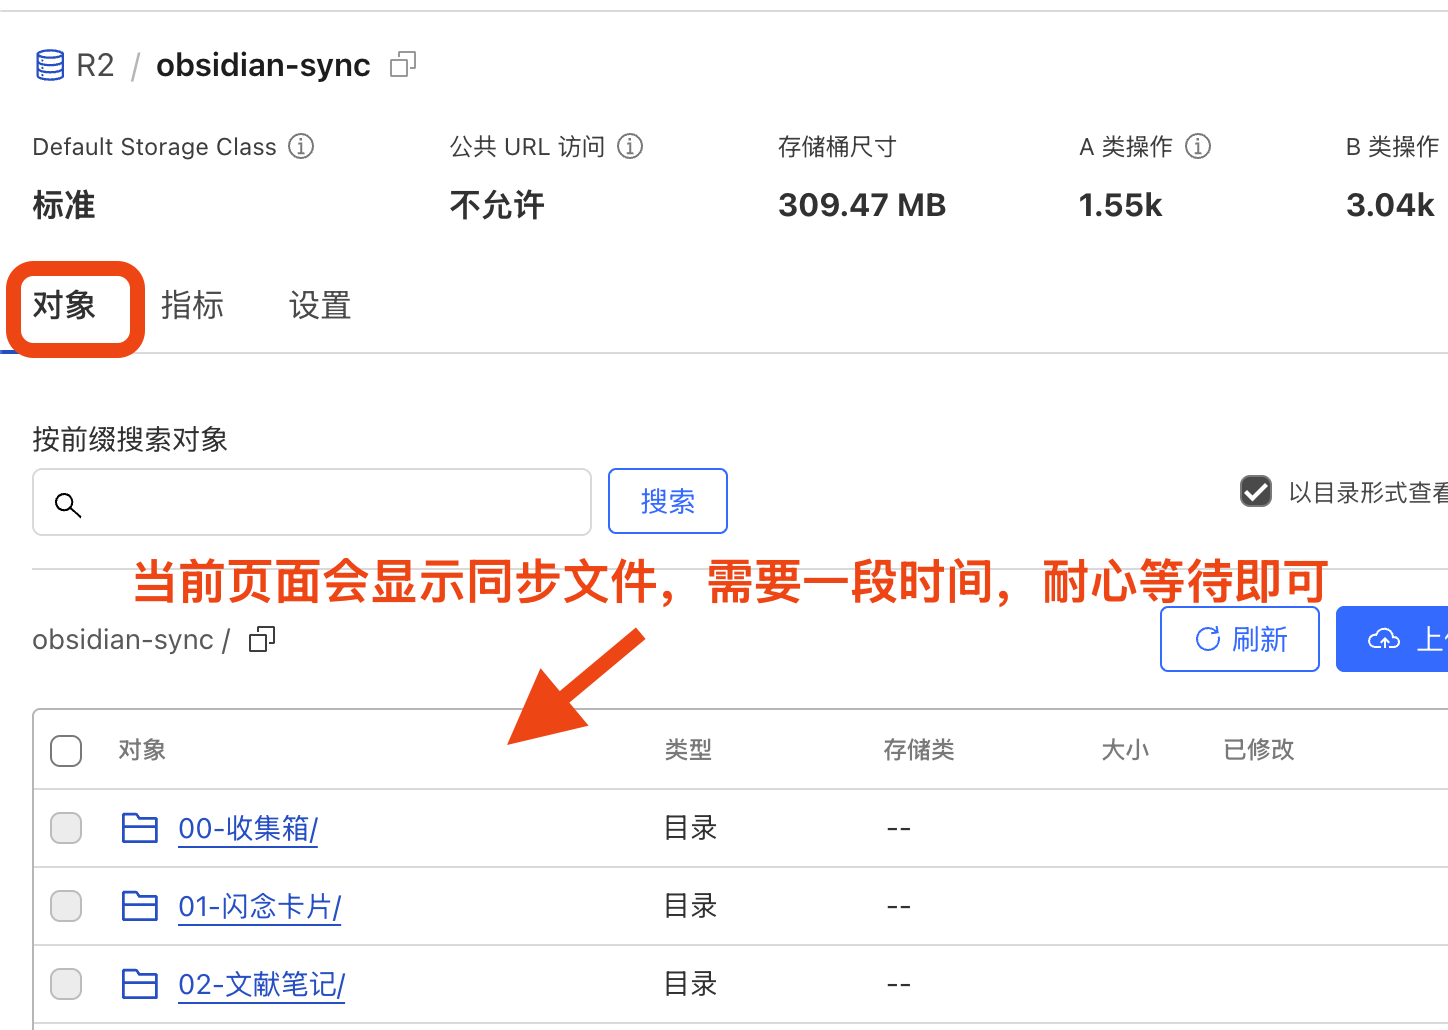 R2 / obsidian-sync
Default Storage Class 公共 URL 访问 存储桶尺寸 A 类操作 B 类操作
标准 不允许 309.47 MB 1.55k 3.04k
对象 指标 设置
按前缀搜索对象
搜索 以目录形式查看
当前页面会显示同步文件，需要一段时间，耐心等待即可
obsidian-sync / 刷新 上
对象 类型 存储类 大小 已修改
00-收集箱/ 目录 --
01-闪念卡片/ 目录 --
02-文献笔记/ 目录 --